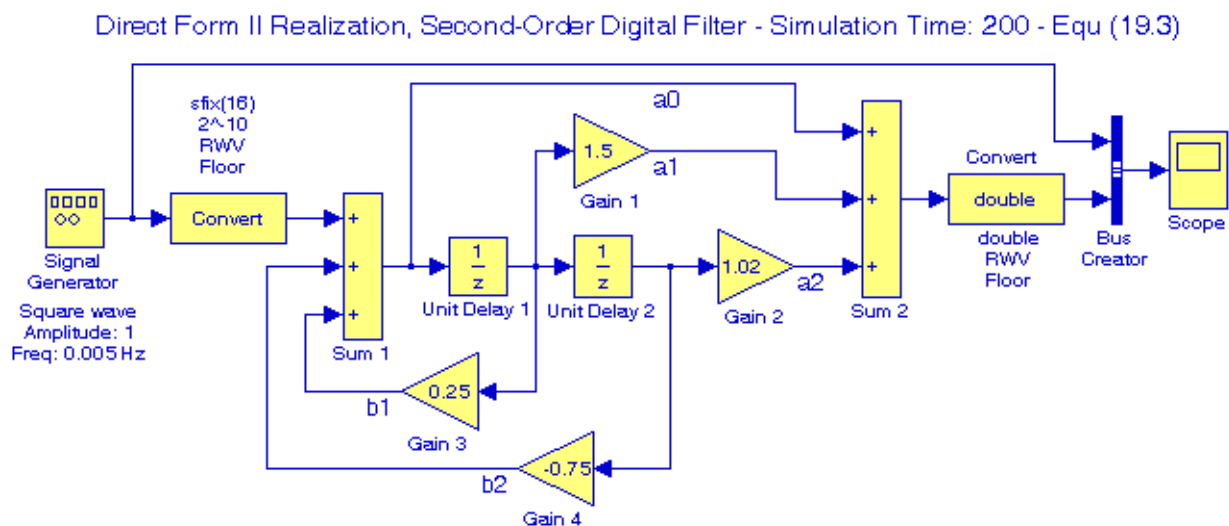 Direct Form II Realization, Second-Order Digital Filter - Simulation Time: 200 - Equ (19.3)
sfix(16)
2^-10
RWV
Floor
Convert
Signal
Generator
Square wave
Amplitude: 1
Freq: 0.005 Hz
+
+
+
Sum 1
1
z
Unit Delay 1
1
z
Unit Delay 2
a0
1.5
a1
Gain 1
1.02
a2
Gain 2
0.25
b1
Gain 3
-0.75
b2
Gain 4
+
+
+
Sum 2
Convert
double
double
RWV
Floor
Bus
Creator
Scope